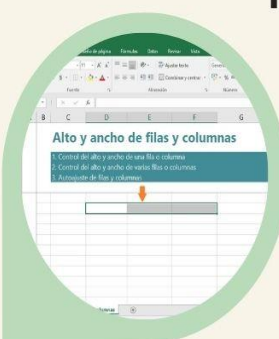 de página Fórmulas Datos Revisar Vista
Ajustar texto
Combinar y centrar
Fuente Alineación Número
B C D E F G
Alto y ancho de filas y columnas
1. Control del alto y ancho de una fila o columna
2. Control del alto y ancho de varias filas o columnas
3. Autoajuste de filas y columnas